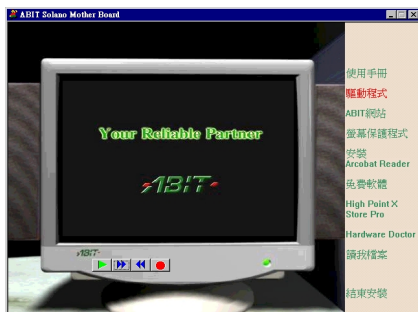 ABIT Solano Mother Board
Your Reliable Partner
ABIT
ABIT
使用手冊
驅動程式
ABIT網站
螢幕保護程式
安裝
Arcobat Reader
免費軟體
High Point X
Store Pro
Hardware Doctor
讀我檔案
結束安裝